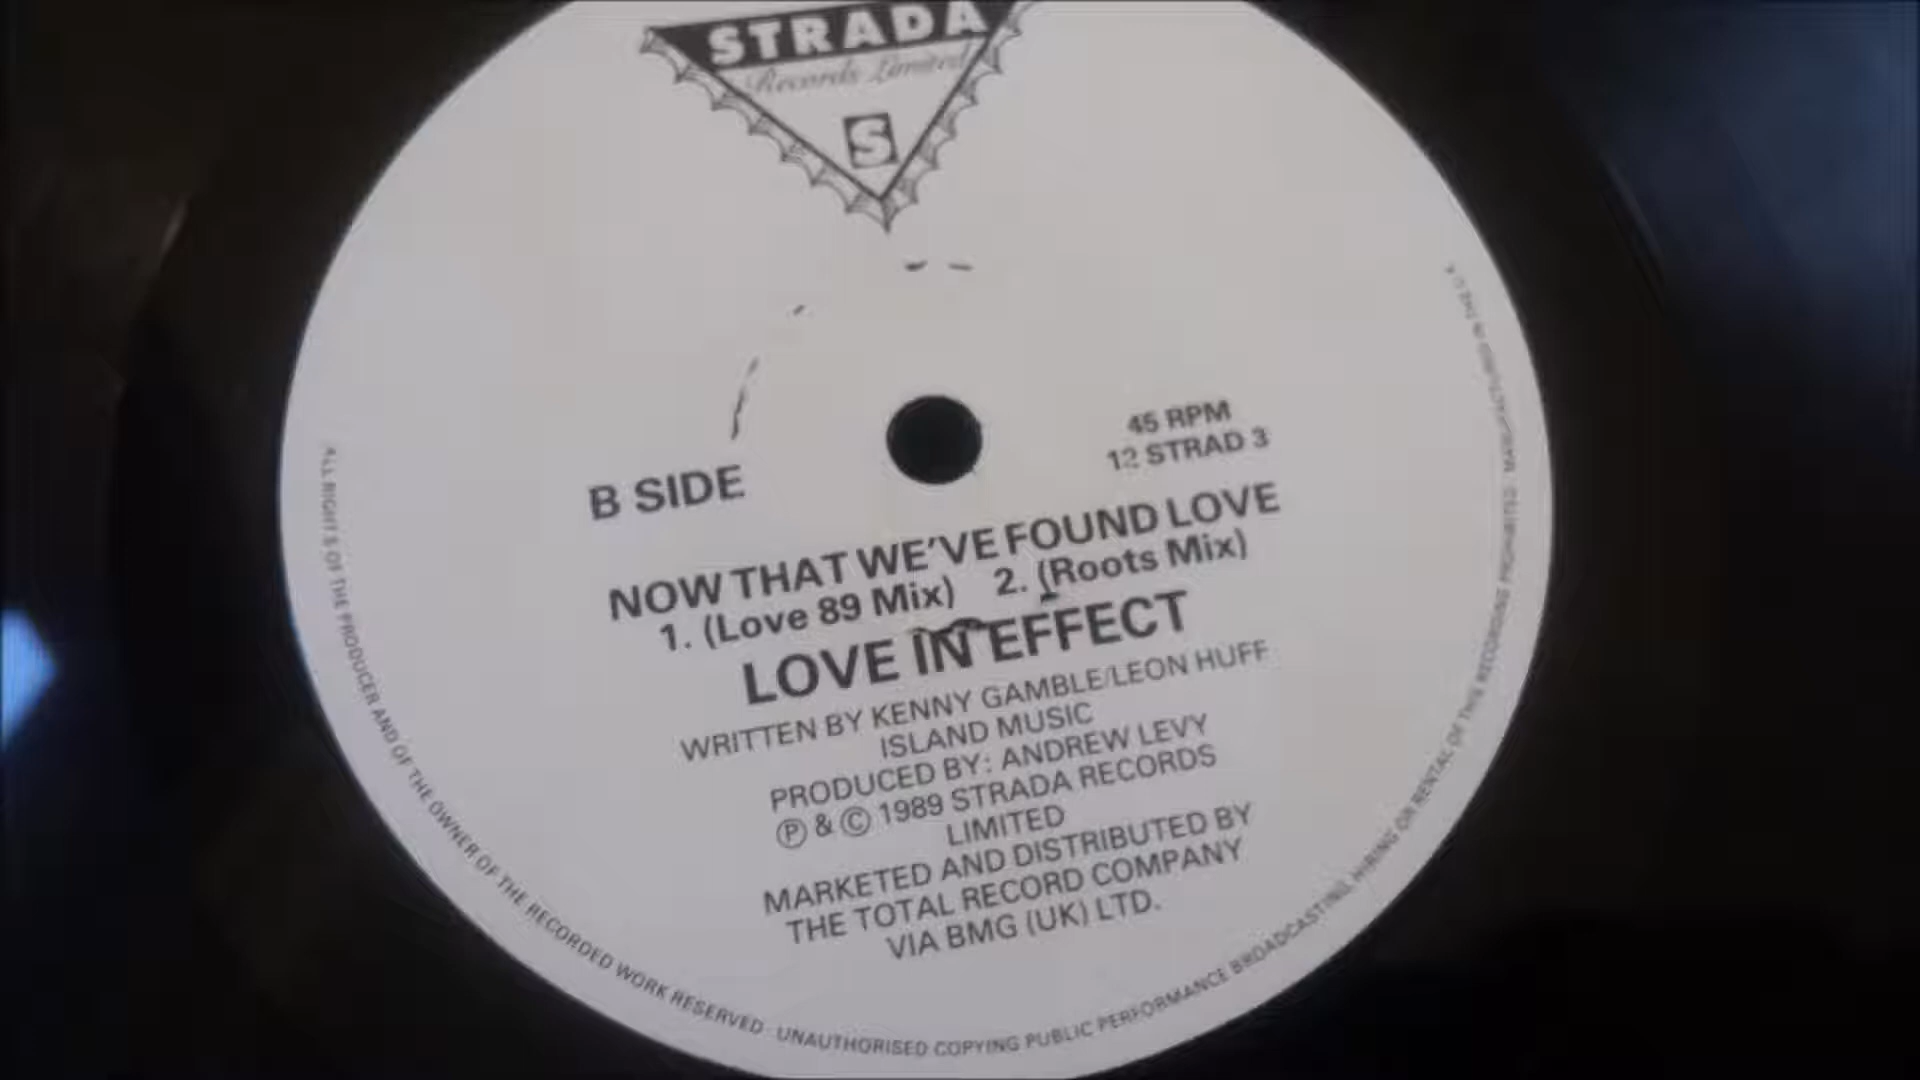 STRADA
Records Limited
S
45 RPM
12 STRAD 3
B SIDE
NOW THAT WE'VE FOUND LOVE
1. (Love 89 Mix) 2. (Roots Mix)
LOVE IN EFFECT
WRITTEN BY KENNY GAMBLE/LEON HUFF
ISLAND MUSIC
PRODUCED BY: ANDREW LEVY
Ⓟ & © 1989 STRADA RECORDS
LIMITED
MARKETED AND DISTRIBUTED BY
THE TOTAL RECORD COMPANY
VIA BMG (UK) LTD.
ALL RIGHTS OF THE PRODUCER AND OF THE OWNER OF THE RECORDED WORK RESERVED. UNAUTHORISED COPYING PUBLIC PERFORMANCE BROADCASTING, HIRING OR RENTAL OF THIS RECORDING PROHIBITED. MANUFACTURED IN THE U.K.